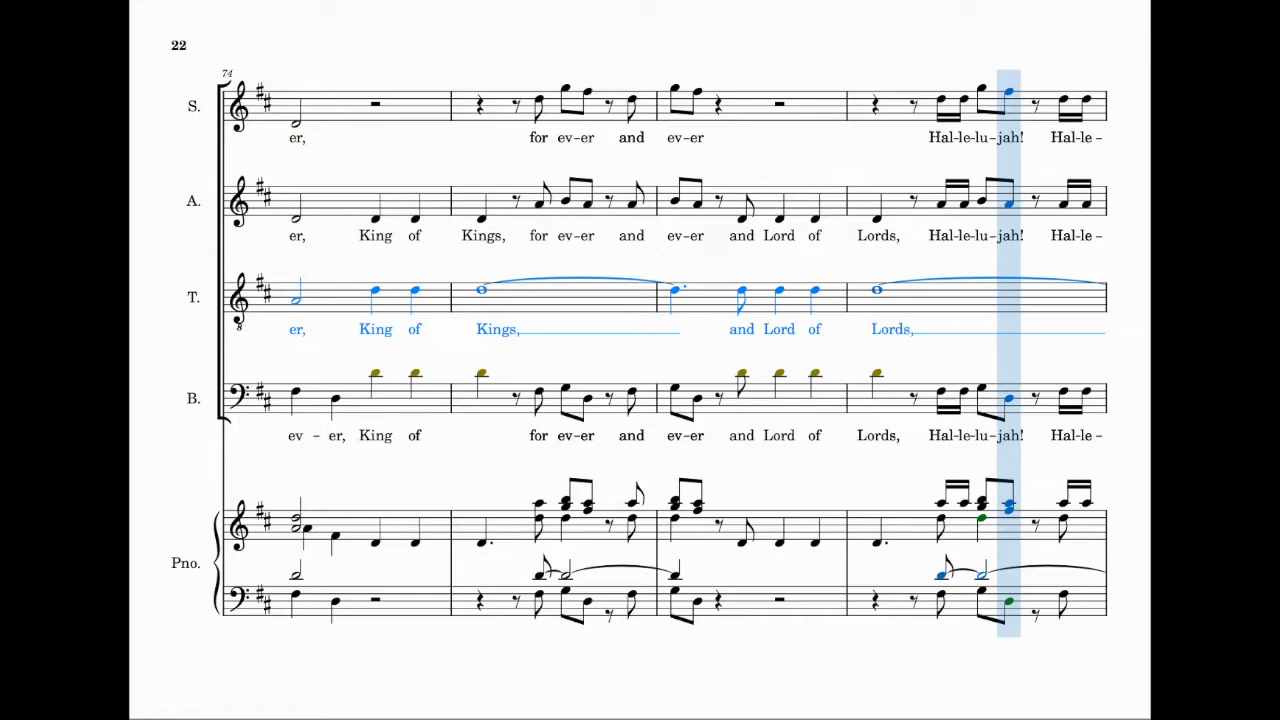 22
74
S.
er, for ev-er and ev-er Hal-le-lu-jah! Hal-le-
A.
er, King of Kings, for ev-er and ev-er and Lord of Lords, Hal-le-lu-jah! Hal-le-
T.
8
er, King of Kings, and Lord of Lords,
B.
ev-er, King of for ev-er and ev-er and Lord of Lords, Hal-le-lu-jah! Hal-le-
Pno.